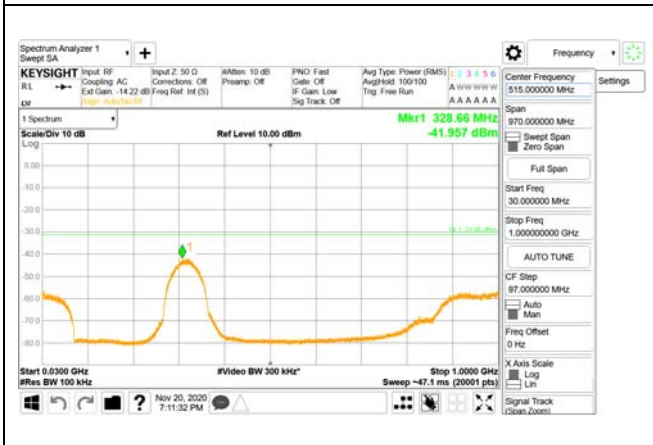 Spectrum Analyzer 1
Swept SA
Frequency
KEYSIGHT
Input: RF
Input Z: 50 Ω
#Atten: 10 dB
PNO: Fast
Avg Type: Power (RMS)
1 2 3 4 5 6
RL
Coupling: AC
Corrections: Off
Preamp: Off
Gate: Off
Avg|Hold: 100/100
A W W W W W
Ext Gain: -14.22 dB
Freq Ref: Int (S)
IF Gain: Low
Trig: Free Run
Align: Auto/No RF
Sig Track: Off
A A A A A A
Center Frequency
515.000000 MHz
Settings
Span
970.000000 MHz
Swept Span
Zero Span
Full Span
Start Freq
30.000000 MHz
Stop Freq
1.000000000 GHz
AUTO TUNE
CF Step
97.000000 MHz
Auto
Man
Freq Offset
0 Hz
X Axis Scale
Log
Lin
Signal Track
(Span Zoom)
1 Spectrum
Mkr1 328.66 MHz
Scale/Div 10 dB
Ref Level 10.00 dBm
-41.957 dBm
Log
0.00
-10.0
-20.0
-30.0
-40.0
-50.0
-60.0
-70.0
-80.0
1
Start 0.0300 GHz
#Video BW 300 kHz*
Stop 1.0000 GHz
#Res BW 100 kHz
Sweep ~47.1 ms (20001 pts)
Nov 20, 2020
7:11:32 PM